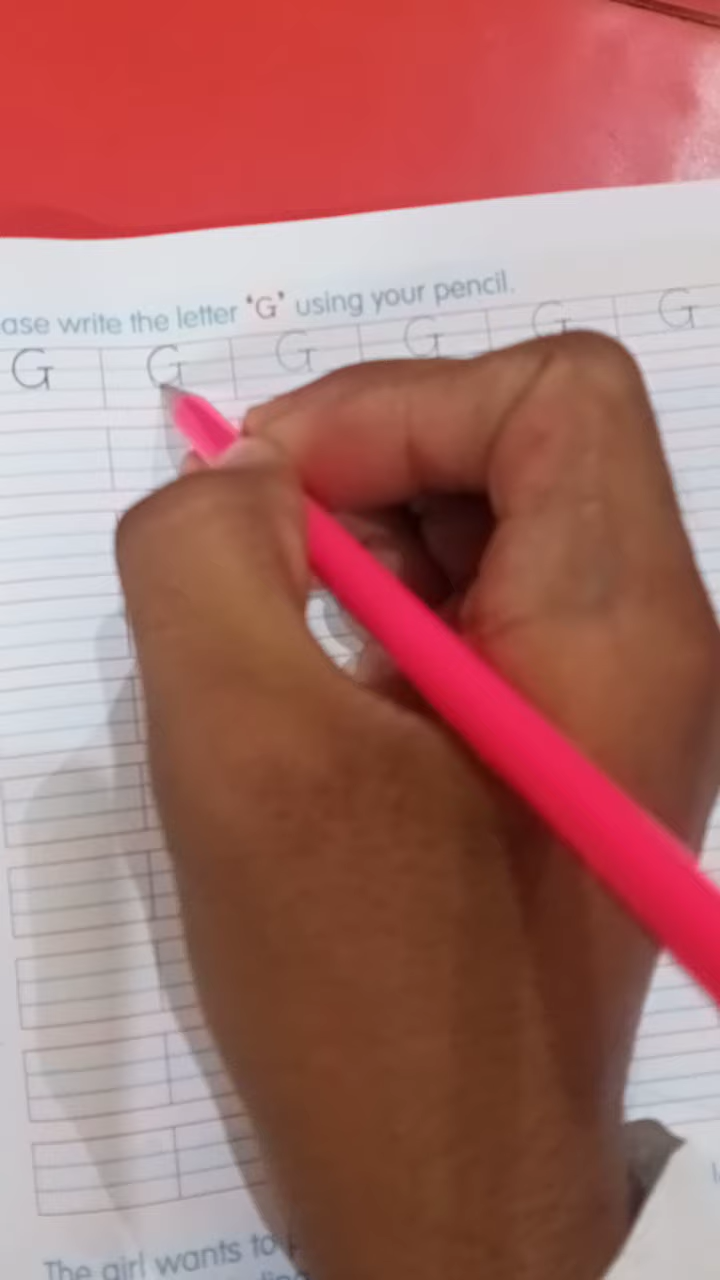 ase write the letter 'G' using your pencil.
G G G G G G
The girl wants to